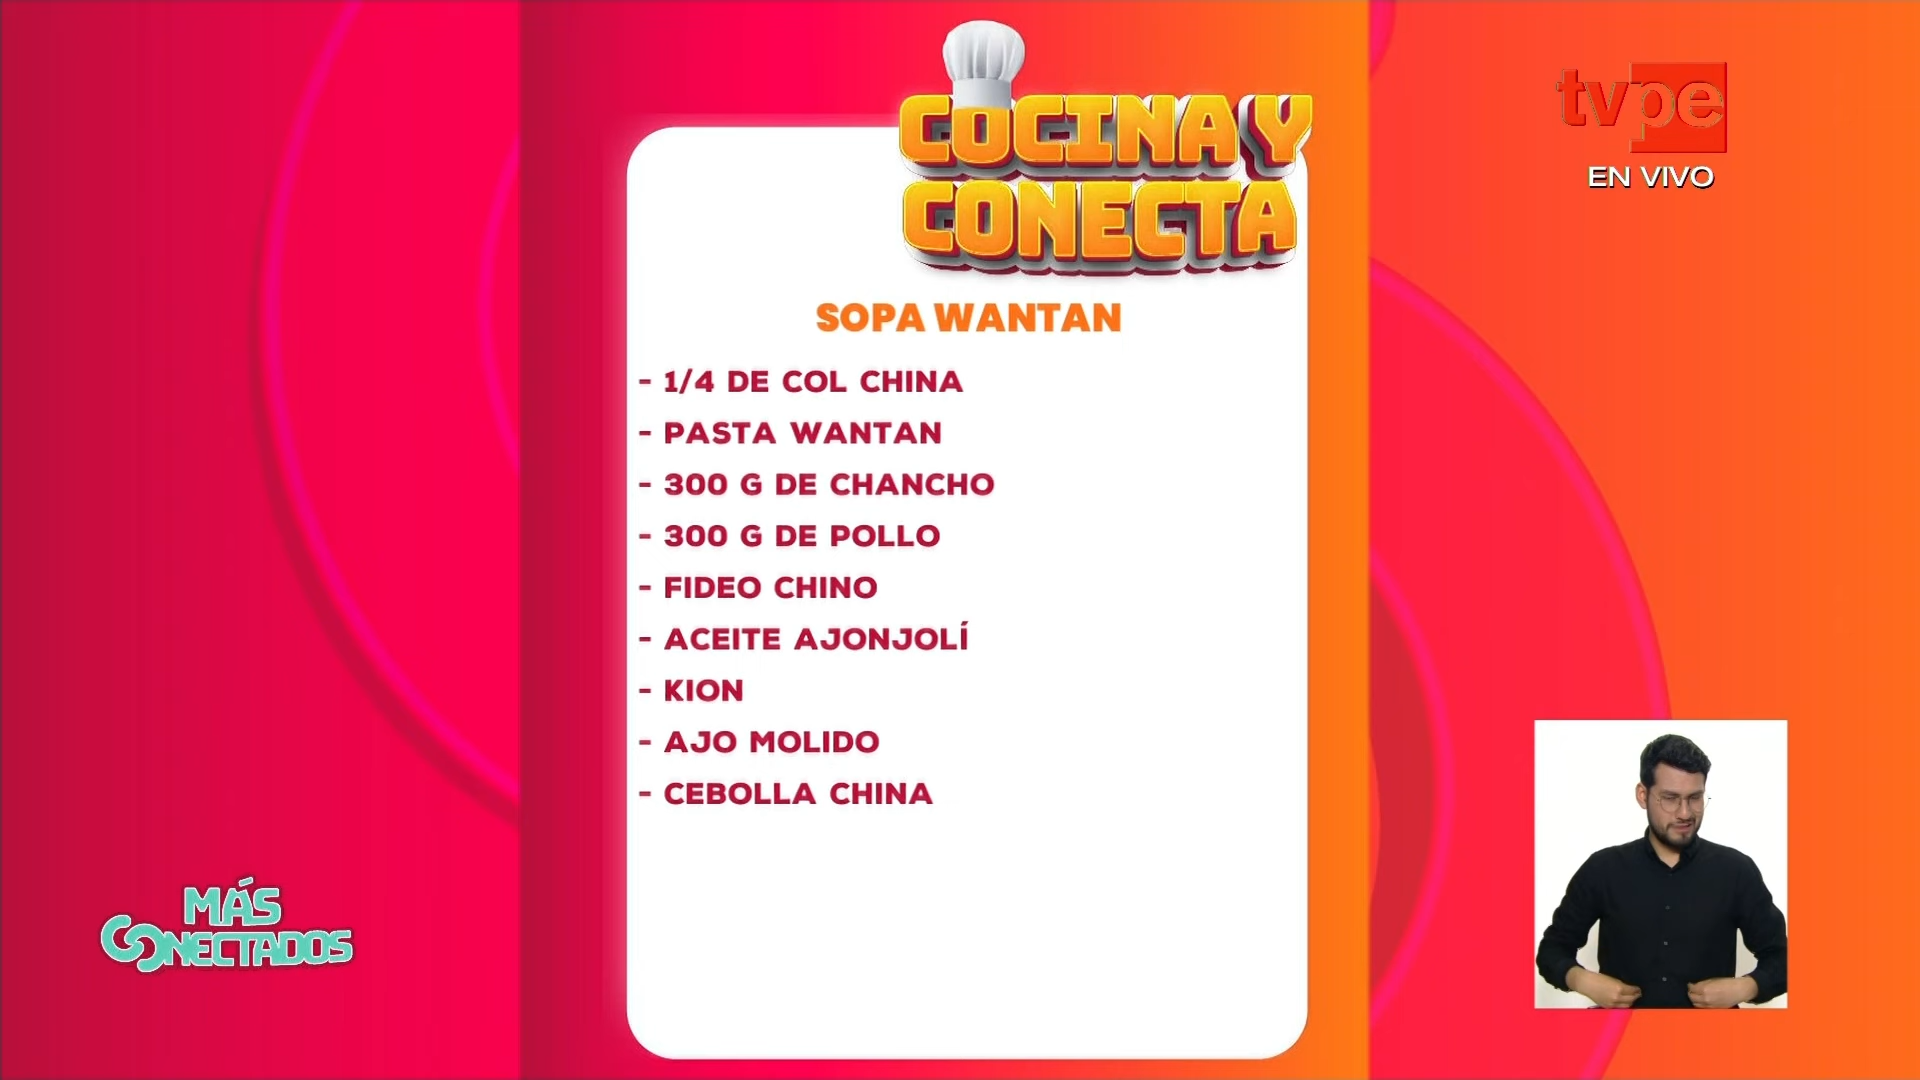 COCINA Y
CONECTA
tvpe
EN VIVO
SOPA WANTAN
- 1/4 DE COL CHINA
- PASTA WANTAN
- 300 G DE CHANCHO
- 300 G DE POLLO
- FIDEO CHINO
- ACEITE AJONJOLÍ
- KION
- AJO MOLIDO
- CEBOLLA CHINA
MÁS
CONECTADOS